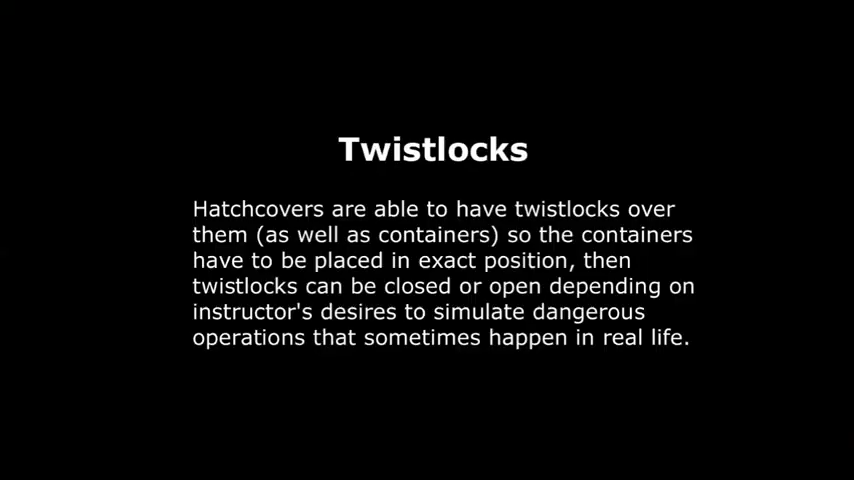 Twistlocks
Hatchcovers are able to have twistlocks over
them (as well as containers) so the containers
have to be placed in exact position, then
twistlocks can be closed or open depending on
instructor's desires to simulate dangerous
operations that sometimes happen in real life.